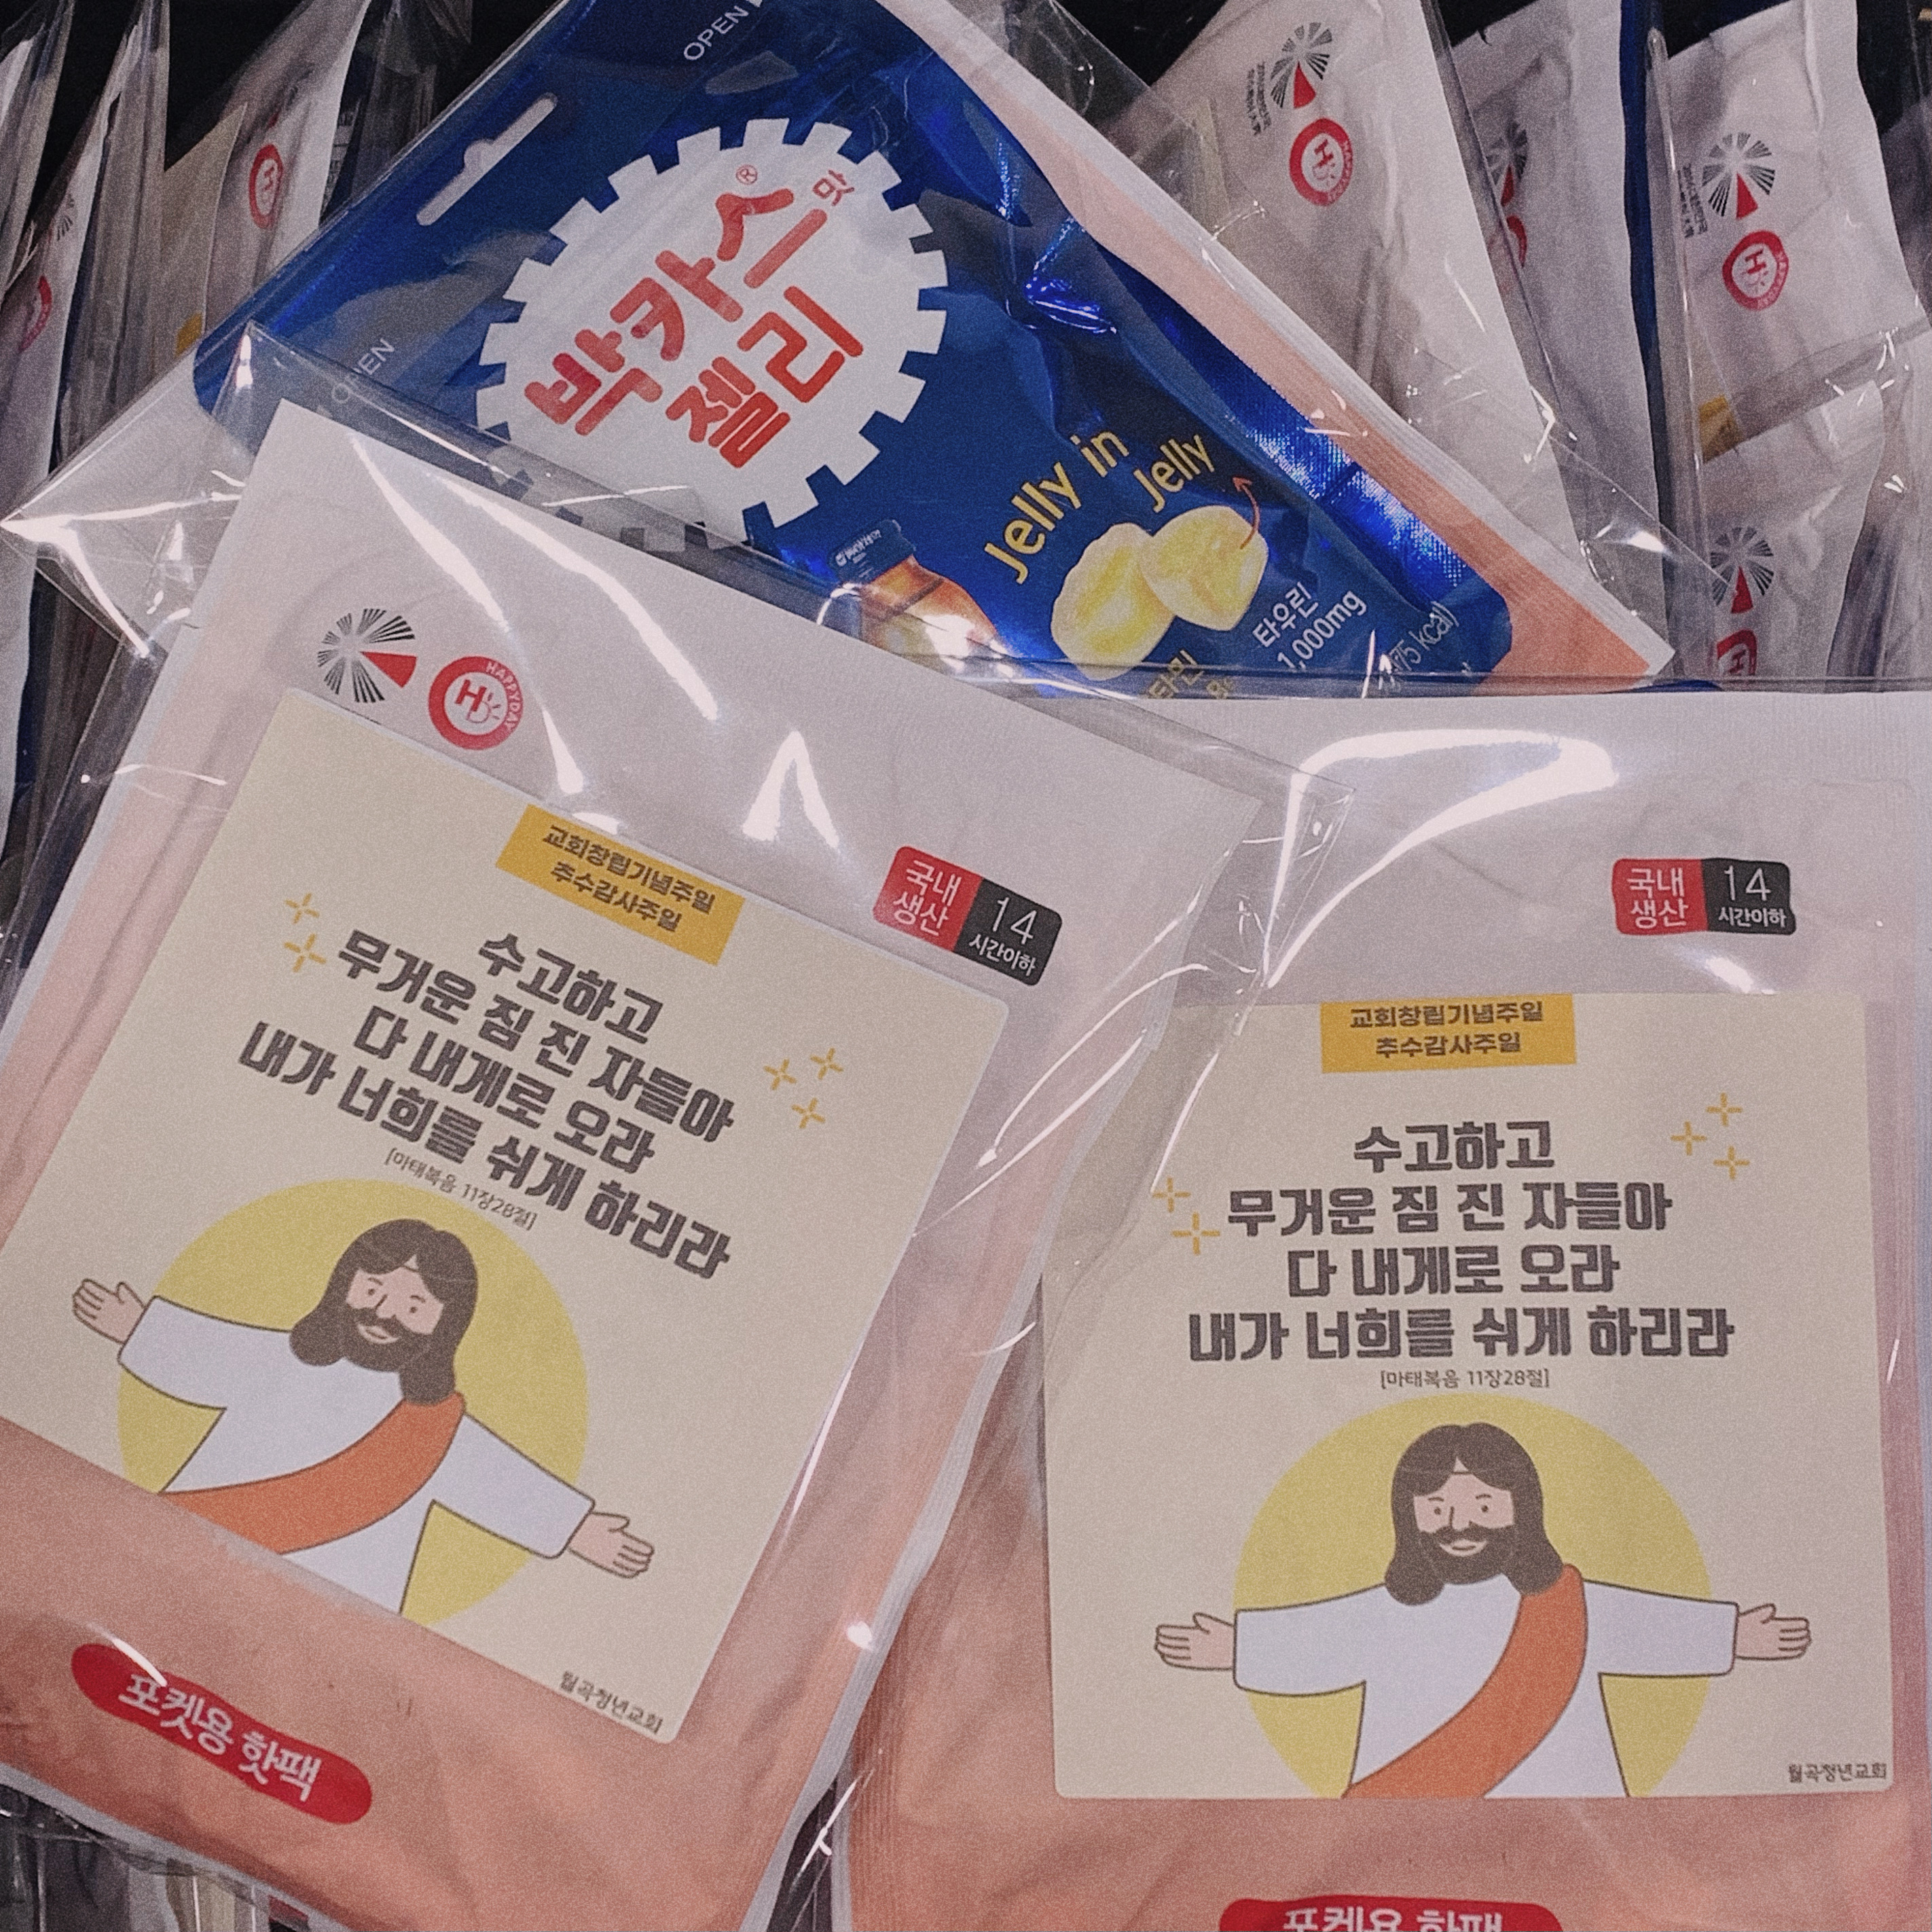 OPEN
OPEN
박카스®맛
젤리
Jelly in
Jelly
타우린
1,000mg
HAPPYDAY
국내
생산
14
시간이하
교회창립기념주일
추수감사주일
수고하고
무거운 짐 진 자들아
다 내게로 오라
내가 너희를 쉬게 하리라
[마태복음 11장28절]
월곡청년교회
포켓용 핫팩
국내
생산
14
시간이하
교회창립기념주일
추수감사주일
수고하고
무거운 짐 진 자들아
다 내게로 오라
내가 너희를 쉬게 하리라
[마태복음 11장28절]
월곡청년교회
포켓용 핫팩